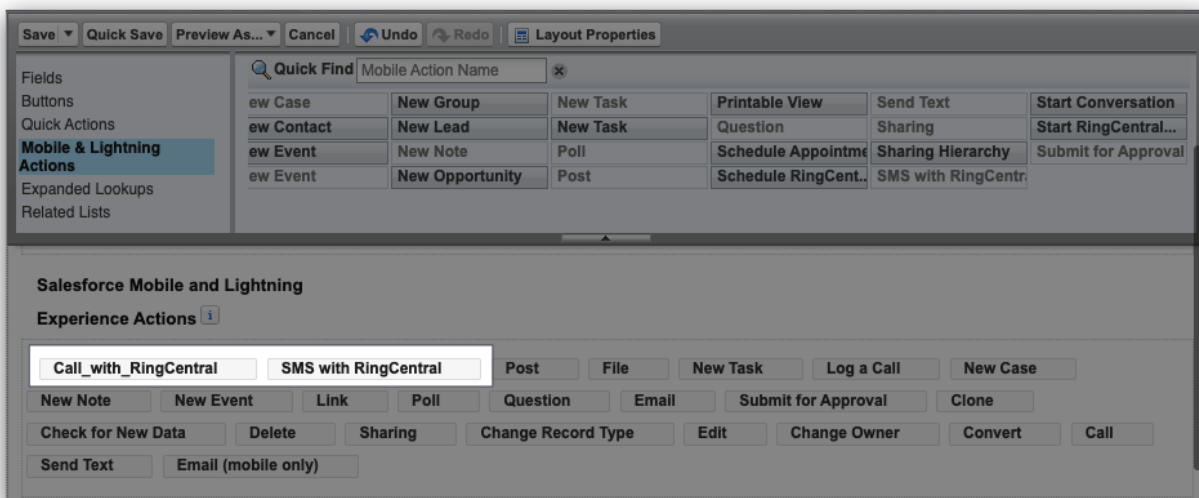 Save Quick Save Preview As... Cancel Undo Redo Layout Properties
Fields
Buttons
Quick Actions
Mobile & Lightning
Actions
Expanded Lookups
Related Lists
Quick Find Mobile Action Name
ew Case New Group New Task Printable View Send Text Start Conversation
ew Contact New Lead New Task Question Sharing Start RingCentral...
ew Event New Note Poll Schedule Appointme Sharing Hierarchy Submit for Approval
ew Event New Opportunity Post Schedule RingCent.. SMS with RingCentr
Salesforce Mobile and Lightning
Experience Actions i
Call_with_RingCentral SMS with RingCentral Post File New Task Log a Call New Case
New Note New Event Link Poll Question Email Submit for Approval Clone
Check for New Data Delete Sharing Change Record Type Edit Change Owner Convert Call
Send Text Email (mobile only)